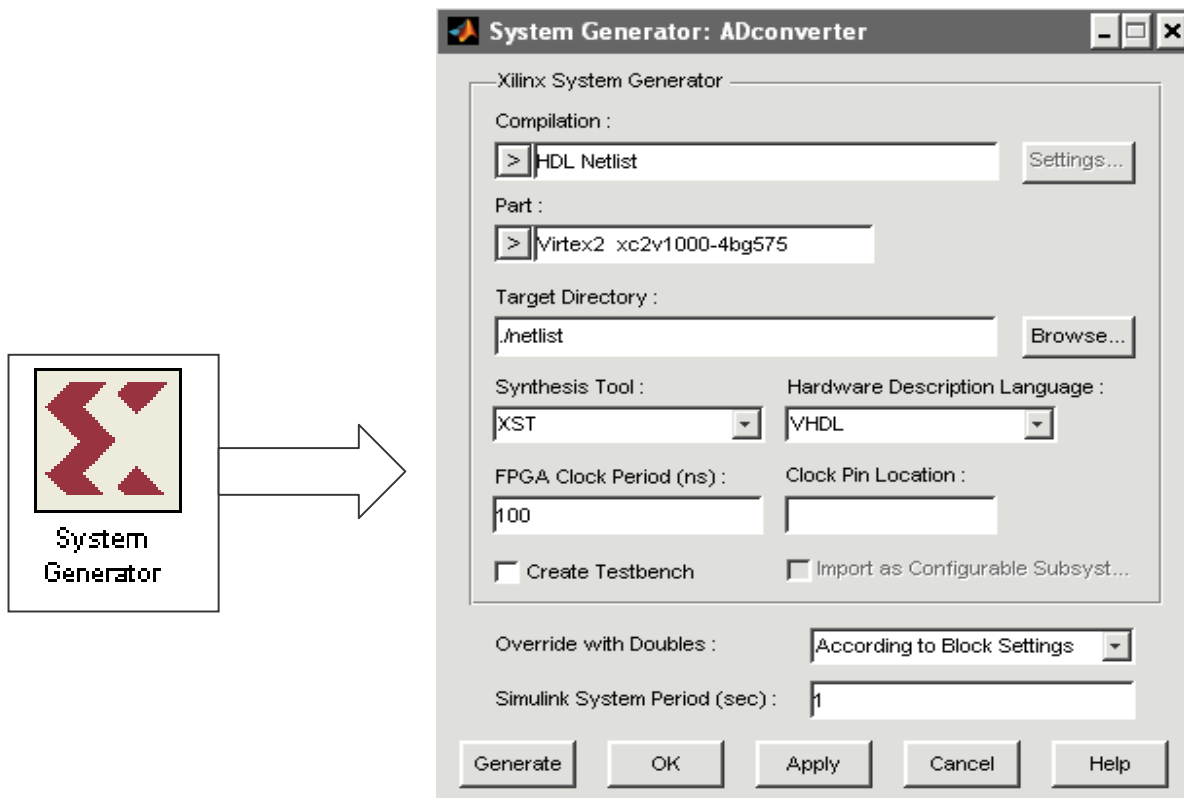 System Generator: ADconverter
Xilinx System Generator
Compilation :
> HDL Netlist Settings...
Part :
> Virtex2 xc2v1000-4bg575
Target Directory :
./netlist Browse...
Synthesis Tool : Hardware Description Language :
XST VHDL
FPGA Clock Period (ns) : Clock Pin Location :
100
Create Testbench Import as Configurable Subsyst...
Override with Doubles : According to Block Settings
Simulink System Period (sec) : 1
Generate OK Apply Cancel Help
System
Generator